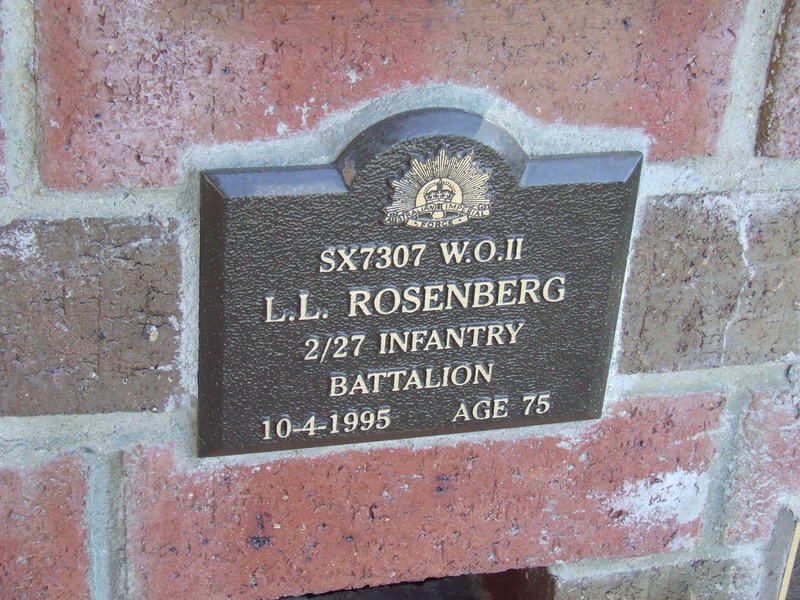 AUSTRALIAN IMPERIAL
FORCE
SX7307 W.O.II
L.L. ROSENBERG
2/27 INFANTRY
BATTALION
10-4-1995 AGE 75